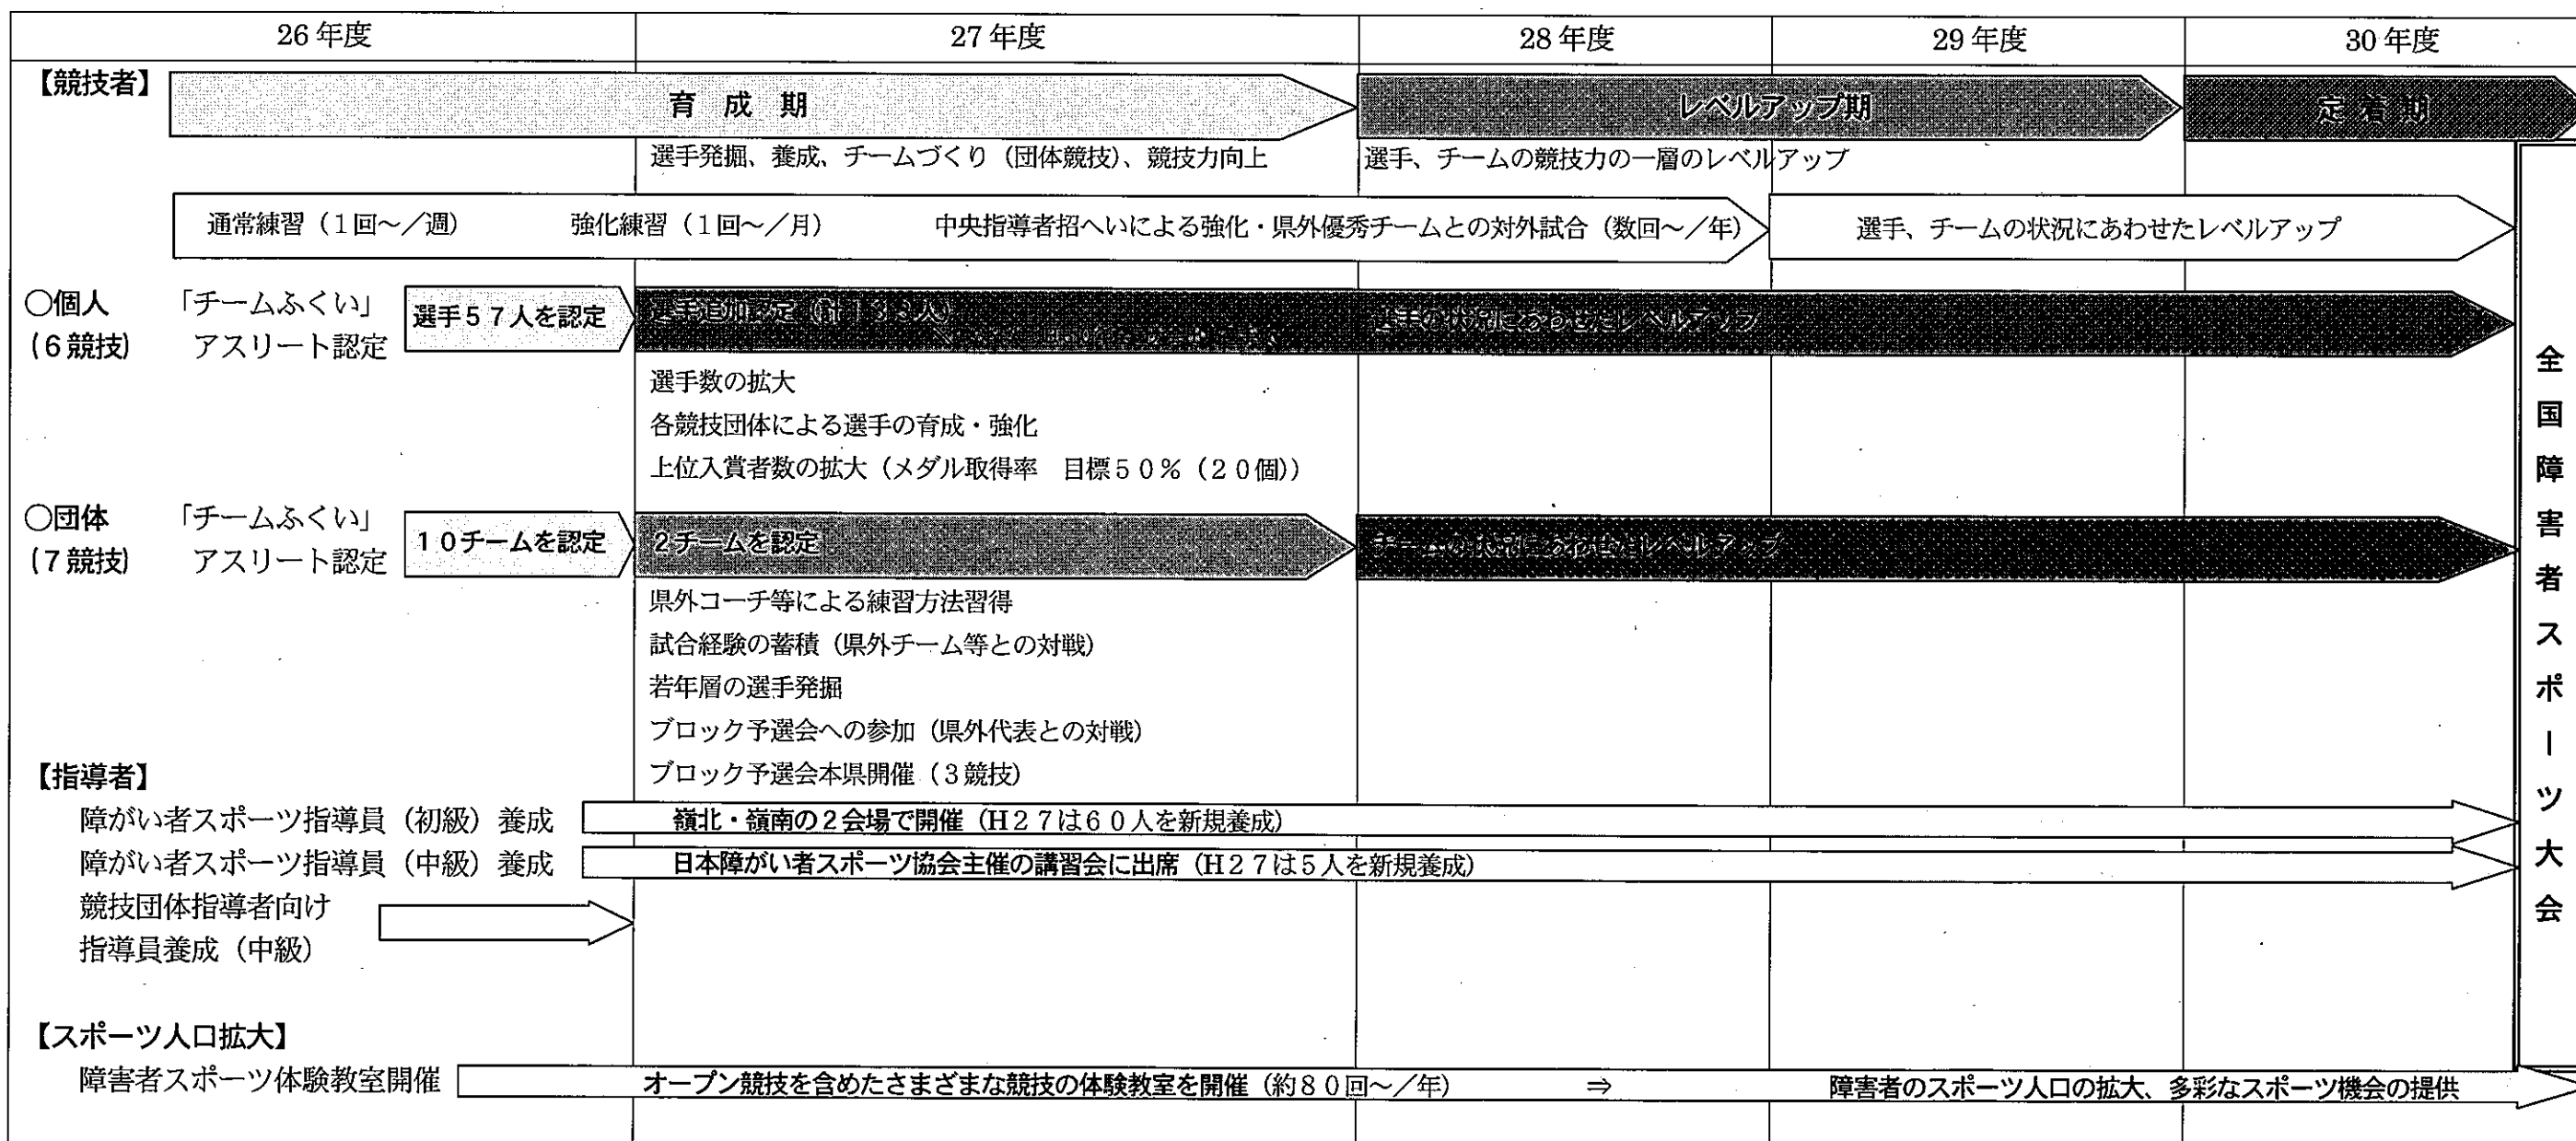 26年度 27年度 28年度 29年度 30年度
【競技者】
育 成 期 レベルアップ期 定 着 期
選手発掘、養成、チームづくり（団体競技）、競技力向上 選手、チームの競技力の一層のレベルアップ
通常練習（１回～／週） 強化練習（１回～／月） 中央指導者招へいによる強化・県外優秀チームとの対外試合（数回～／年） 選手、チームの状況にあわせたレベルアップ
○個人 「チームふくい」 選手５７人を認定 選手追加認定 選手の状況にあわせたレベルアップ
(６競技) アスリート認定
選手数の拡大
各競技団体による選手の育成・強化
上位入賞者数の拡大（メダル取得率　目標５０％（２０個））
○団体 「チームふくい」 １０チームを認定 ２チームを認定 チームの状況にあわせたレベルアップ
(７競技) アスリート認定
県外コーチ等による練習方法習得
試合経験の蓄積（県外チーム等との対戦）
若年層の選手発掘
ブロック予選会への参加（県外代表との対戦）
ブロック予選会本県開催（３競技）
【指導者】
障がい者スポーツ指導員（初級）養成 嶺北・嶺南の２会場で開催（H２７は６０人を新規養成）
障がい者スポーツ指導員（中級）養成 日本障がい者スポーツ協会主催の講習会に出席（H２７は５人を新規養成）
競技団体指導者向け
指導員養成（中級）
【スポーツ人口拡大】
障害者スポーツ体験教室開催 オープン競技を含めたさまざまな競技の体験教室を開催（約８０回～／年） ⇒ 障害者のスポーツ人口の拡大、多彩なスポーツ機会の提供
全国障害者スポーツ大会